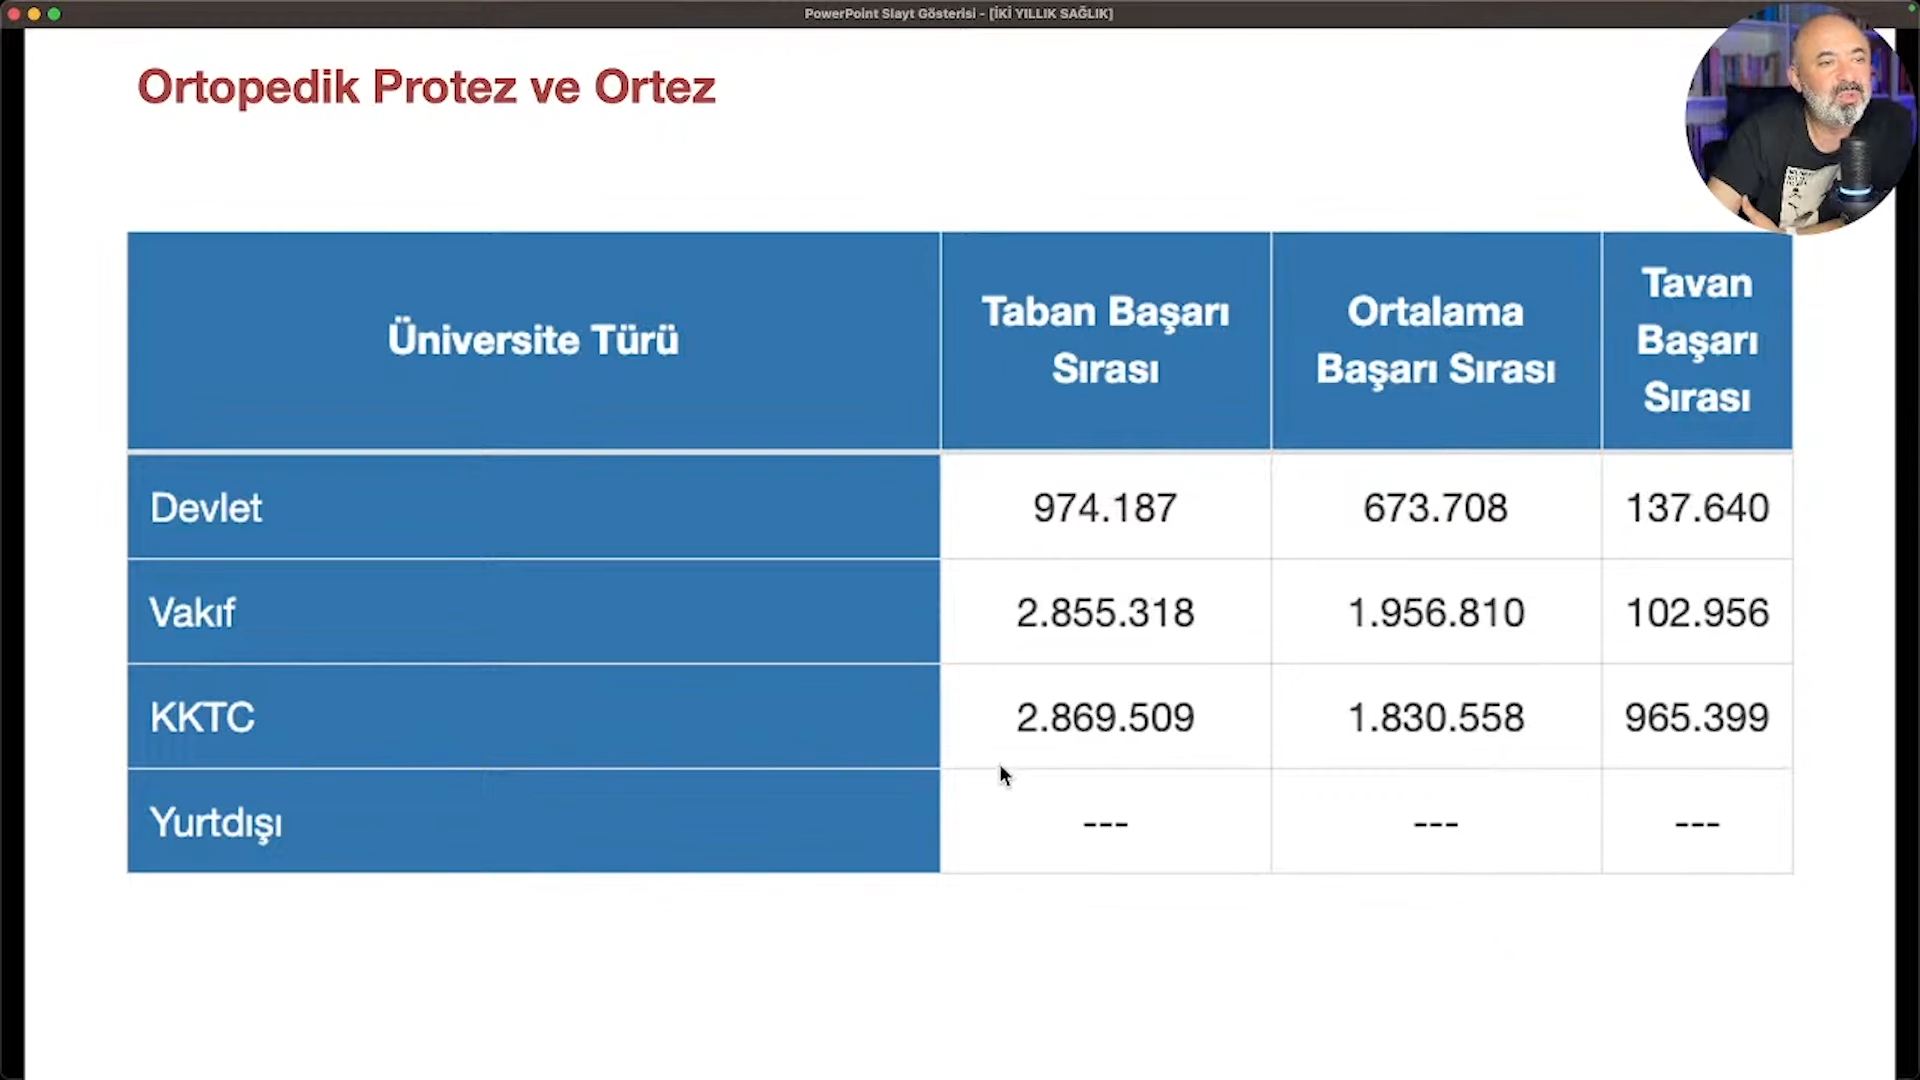 PowerPoint Slayt Gösterisi - [İKİ YILLIK SAĞLIK]
Ortopedik Protez ve Ortez
Üniversite Türü
Taban Başarı
Sırası
Ortalama
Başarı Sırası
Tavan
Başarı
Sırası
Devlet 974.187 673.708 137.640
Vakıf 2.855.318 1.956.810 102.956
KKTC 2.869.509 1.830.558 965.399
Yurtdışı --- --- ---